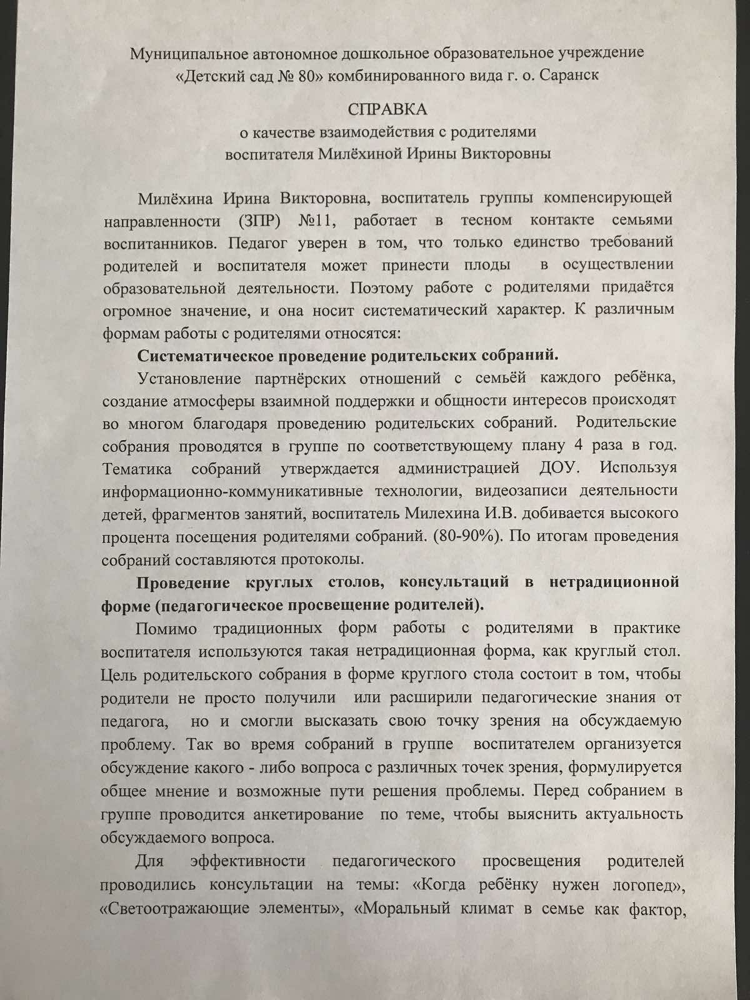 Муниципальное автономное дошкольное образовательное учреждение
«Детский сад № 80» комбинированного вида г. о. Саранск
СПРАВКА
о качестве взаимодействия с родителями
воспитателя Милёхиной Ирины Викторовны
Милёхина Ирина Викторовна, воспитатель группы компенсирующей
направленности (ЗПР) №11, работает в тесном контакте семьями
воспитанников. Педагог уверен в том, что только единство требований
родителей и воспитателя может принести плоды в осуществлении
образовательной деятельности. Поэтому работе с родителями придаётся
огромное значение, и она носит систематический характер. К различным
формам работы с родителями относятся:
Систематическое проведение родительских собраний.
Установление партнёрских отношений с семьёй каждого ребёнка,
создание атмосферы взаимной поддержки и общности интересов происходят
во многом благодаря проведению родительских собраний. Родительские
собрания проводятся в группе по соответствующему плану 4 раза в год.
Тематика собраний утверждается администрацией ДОУ. Используя
информационно-коммуникативные технологии, видеозаписи деятельности
детей, фрагментов занятий, воспитатель Милехина И.В. добивается высокого
процента посещения родителями собраний. (80-90%). По итогам проведения
собраний составляются протоколы.
Проведение круглых столов, консультаций в нетрадиционной
форме (педагогическое просвещение родителей).
Помимо традиционных форм работы с родителями в практике
воспитателя используются такая нетрадиционная форма, как круглый стол.
Цель родительского собрания в форме круглого стола состоит в том, чтобы
родители не просто получили или расширили педагогические знания от
педагога, но и смогли высказать свою точку зрения на обсуждаемую
проблему. Так во время собраний в группе воспитателем организуется
обсуждение какого - либо вопроса с различных точек зрения, формулируется
общее мнение и возможные пути решения проблемы. Перед собранием в
группе проводится анкетирование по теме, чтобы выяснить актуальность
обсуждаемого вопроса.
Для эффективности педагогического просвещения родителей
проводились консультации на темы: «Когда ребёнку нужен логопед»,
«Светоотражающие элементы», «Моральный климат в семье как фактор,